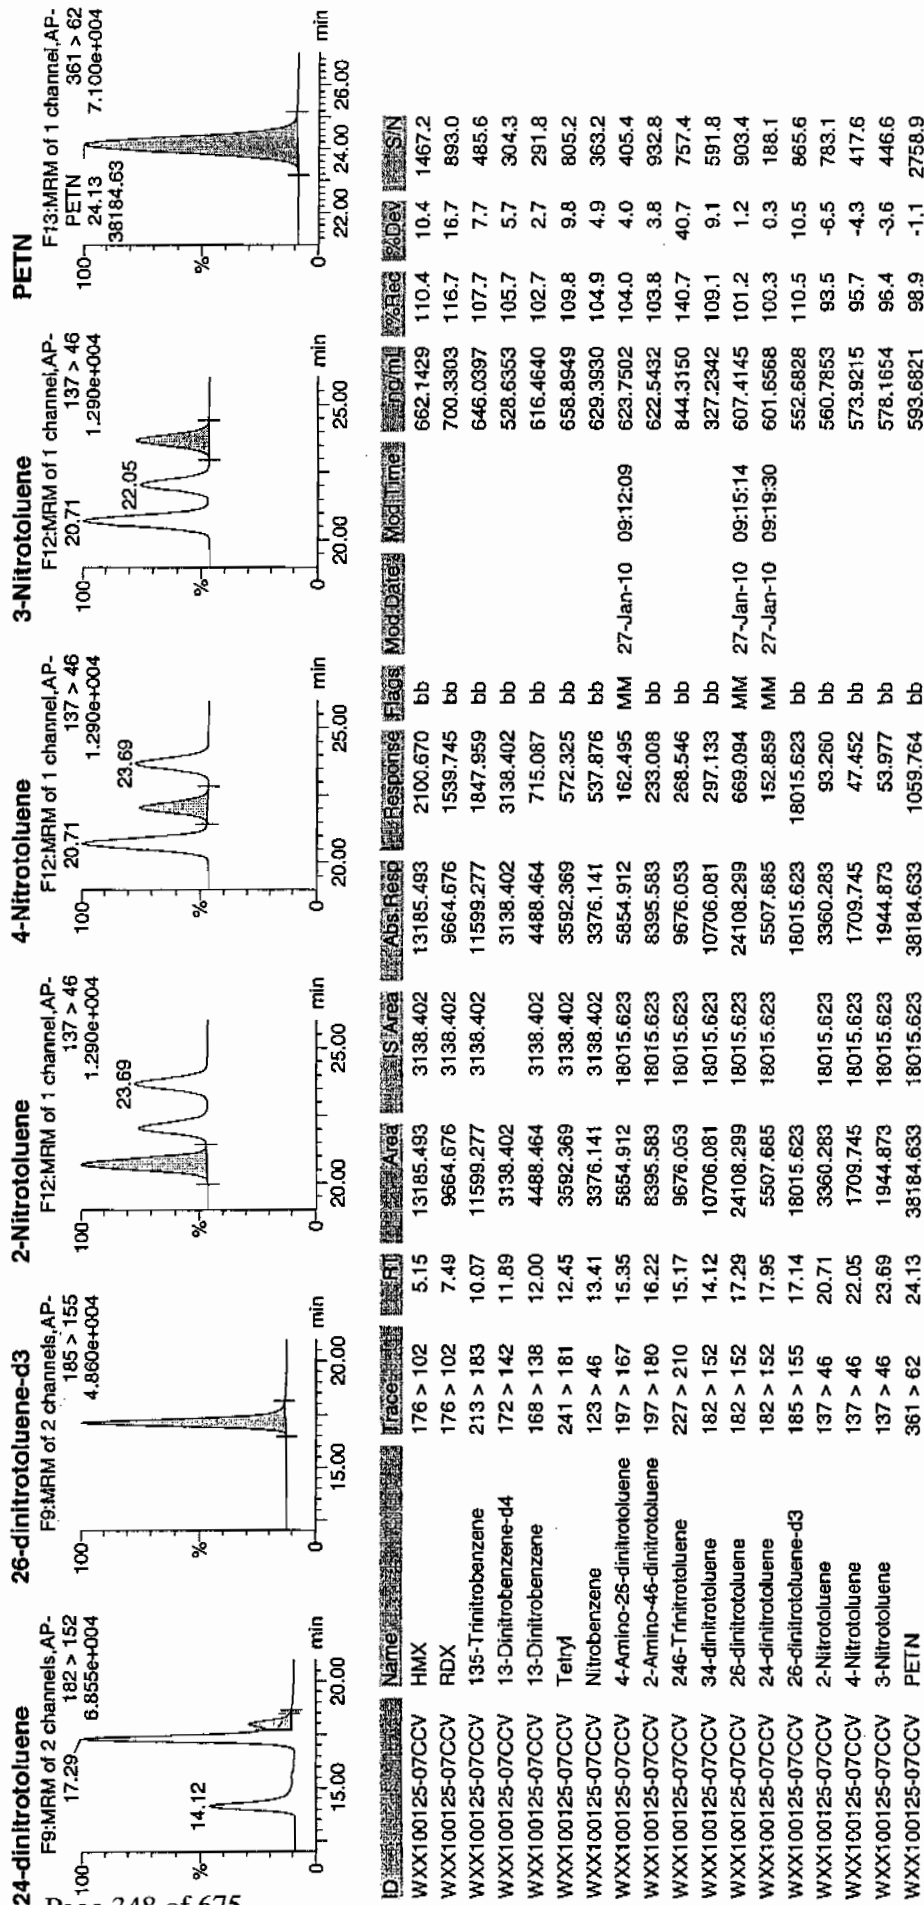 24-dinitrotoluene
F9:MRM of 2 channels,AP-
182 > 152
6.855e+004
17.29
14.12
100
%
0
15.00 20.00 min
26-dinitrotoluene-d3
F9:MRM of 2 channels,AP-
185 > 155
4.860e+004
100
%
0
15.00 20.00 min
2-Nitrotoluene
F12:MRM of 1 channel,AP-
137 > 46
1.290e+004
23.69
100
%
0
20.00 25.00 min
4-Nitrotoluene
F12:MRM of 1 channel,AP-
20.71 137 > 46
1.290e+004
23.69
100
%
0
20.00 25.00 min
3-Nitrotoluene
F12:MRM of 1 channel,AP-
20.71 137 > 46
1.290e+004
22.05
100
%
0
20.00 25.00 min
PETN
F13:MRM of 1 channel,AP-
PETN 361 > 62
24.13 7.100e+004
38184.63
100
%
0
22.00 24.00 26.00 min
ID Name Trace RT Area IS Area Abs.Resp Response Flags Mod.Date Mod.Time ng/ml %Rec %Dev S/N
WXX100125-07CCV HMX 176 > 102 5.15 13185.493 3138.402 13185.493 2100.670 bb 662.1429 110.4 10.4 1467.2
WXX100125-07CCV RDX 176 > 102 7.49 9664.676 3138.402 9664.676 1539.745 bb 700.3303 116.7 16.7 893.0
WXX100125-07CCV 135-Trinitrobenzene 213 > 183 10.07 11599.277 3138.402 11599.277 1847.959 bb 646.0397 107.7 7.7 485.6
WXX100125-07CCV 13-Dinitrobenzene-d4 172 > 142 11.89 3138.402 3138.402 3138.402 bb 528.6353 105.7 5.7 304.3
WXX100125-07CCV 13-Dinitrobenzene 168 > 138 12.00 4488.464 3138.402 4488.464 715.087 bb 616.4640 102.7 2.7 291.8
WXX100125-07CCV Tetryl 241 > 181 12.45 3592.369 3138.402 3592.369 572.325 bb 658.8949 109.8 9.8 805.2
WXX100125-07CCV Nitrobenzene 123 > 46 13.41 3376.141 3138.402 3376.141 537.876 bb 629.3930 104.9 4.9 363.2
WXX100125-07CCV 4-Amino-26-dinitrotoluene 197 > 167 15.35 5854.912 18015.623 5854.912 162.495 MM 27-Jan-10 09:12:09 623.7502 104.0 4.0 405.4
WXX100125-07CCV 2-Amino-46-dinitrotoluene 197 > 180 16.22 8395.583 18015.623 8395.583 233.008 bb 622.5432 103.8 3.8 932.8
WXX100125-07CCV 246-Trinitrotoluene 227 > 210 15.17 9676.053 18015.623 9676.053 268.546 bb 844.3150 140.7 40.7 757.4
WXX100125-07CCV 34-dinitrotoluene 182 > 152 14.12 10706.081 18015.623 10706.081 297.133 bb 327.2342 109.1 9.1 591.8
WXX100125-07CCV 26-dinitrotoluene 182 > 152 17.29 24108.299 18015.623 24108.299 669.094 MM 27-Jan-10 09:15:14 607.4145 101.2 1.2 903.4
WXX100125-07CCV 24-dinitrotoluene 182 > 152 17.95 5507.685 18015.623 5507.685 152.859 MM 27-Jan-10 09:19:30 601.6568 100.3 0.3 188.1
WXX100125-07CCV 26-dinitrotoluene-d3 185 > 155 17.14 18015.623 18015.623 18015.623 bb 552.6828 110.5 10.5 865.6
WXX100125-07CCV 2-Nitrotoluene 137 > 46 20.71 3360.283 18015.623 3360.283 93.260 bb 560.7853 93.5 -6.5 783.1
WXX100125-07CCV 4-Nitrotoluene 137 > 46 22.05 1709.745 18015.623 1709.745 47.452 bb 573.9215 95.7 -4.3 417.6
WXX100125-07CCV 3-Nitrotoluene 137 > 46 23.69 1944.873 18015.623 1944.873 53.977 bb 578.1654 96.4 -3.6 446.6
WXX100125-07CCV PETN 361 > 62 24.13 38184.633 18015.623 38184.633 1059.764 bb 593.6821 98.9 -1.1 2758.9